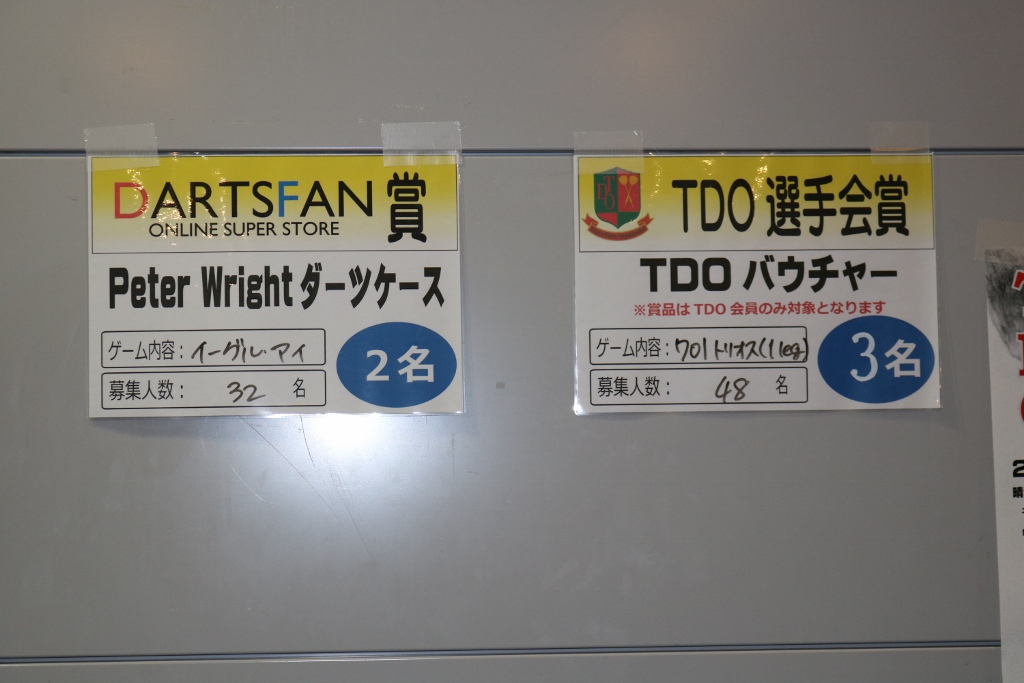 DARTSFAN 賞
ONLINE SUPER STORE
Peter Wright ダーツケース
ゲーム内容：イーグル・アイ
募集人数： 32 名
2名
TDO 選手会賞
TDO バウチャー
※賞品は TDO 会員のみ対象となります
ゲーム内容：701トリオス(1leg)
募集人数： 48 名
3名